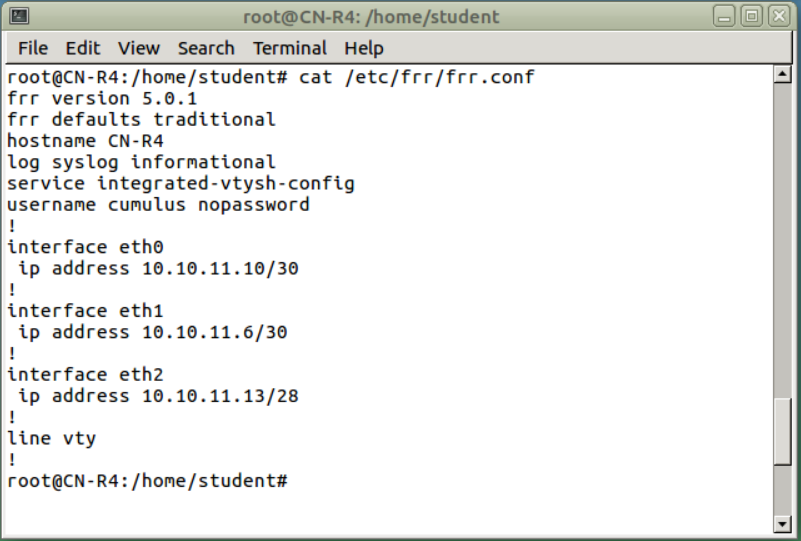 root@CN-R4: /home/student
File Edit View Search Terminal Help
root@CN-R4:/home/student# cat /etc/frr/frr.conf
frr version 5.0.1
frr defaults traditional
hostname CN-R4
log syslog informational
service integrated-vtysh-config
username cumulus nopassword
!
interface eth0
 ip address 10.10.11.10/30
!
interface eth1
 ip address 10.10.11.6/30
!
interface eth2
 ip address 10.10.11.13/28
!
line vty
!
root@CN-R4:/home/student#